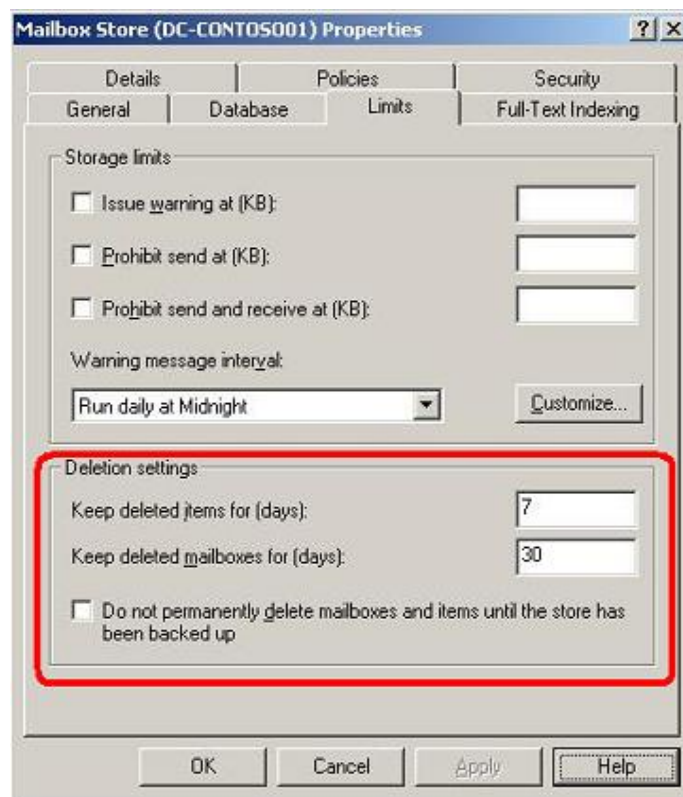 Mailbox Store (DC-CONTOSO01) Properties
Details Policies Security
General Database Limits Full-Text Indexing
Storage limits
Issue warning at (KB):
Prohibit send at (KB):
Prohibit send and receive at (KB):
Warning message interval:
Run daily at Midnight Customize...
Deletion settings
Keep deleted items for (days): 7
Keep deleted mailboxes for (days): 30
Do not permanently delete mailboxes and items until the store has
been backed up
OK Cancel Apply Help